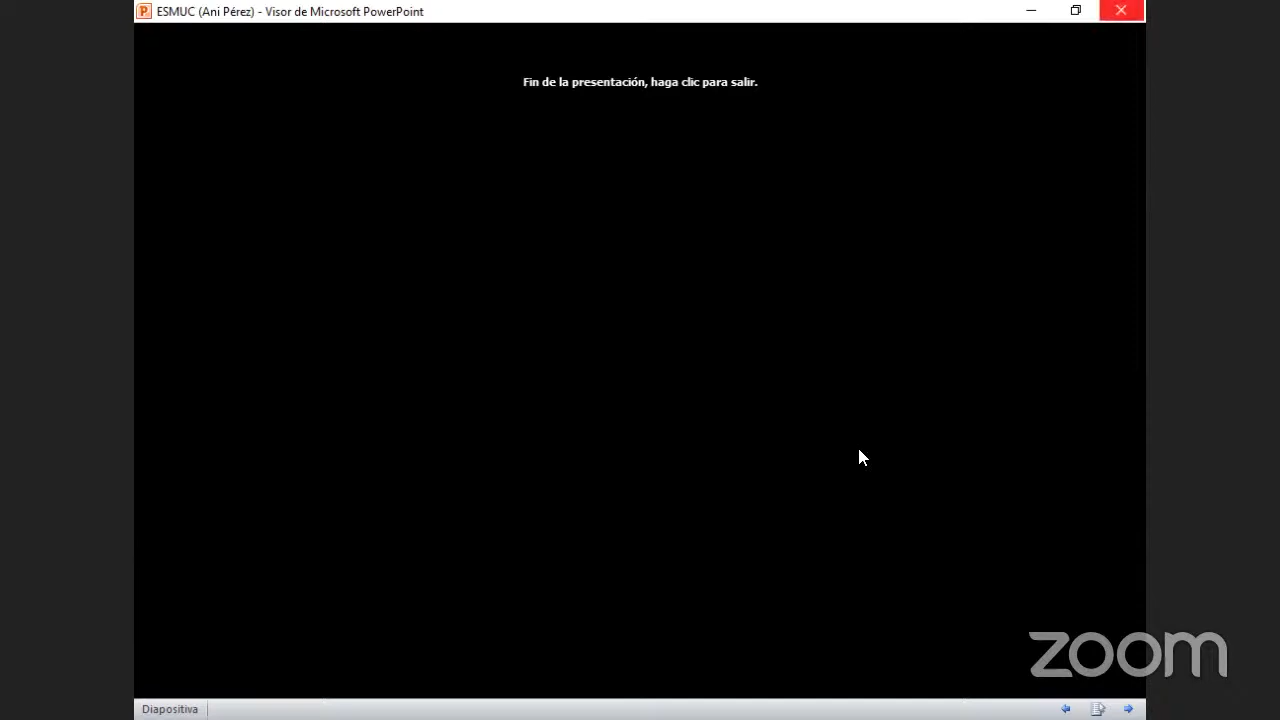 ESMUC (Ani Pérez) - Visor de Microsoft PowerPoint
Fin de la presentación, haga clic para salir.
zoom
Diapositiva